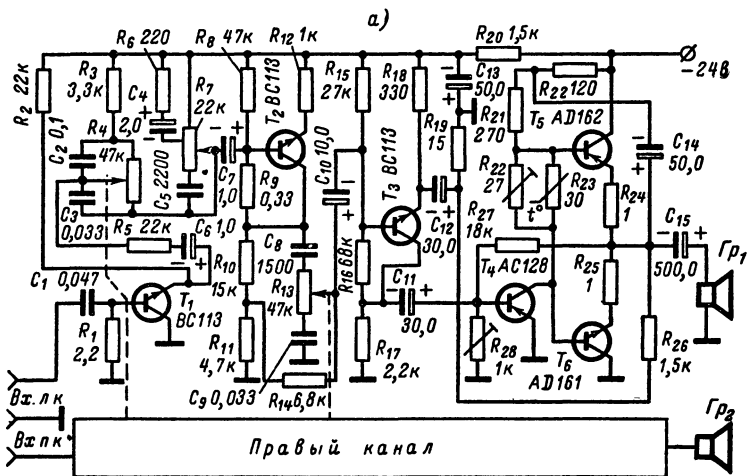 а)
R6 220
R8 47к
R12 1к
R20 1,5к
-24в
R2 22к
R3
3,3к
C4
2,0
R7
22к
T2 BC113
R15
27к
R18
330
C13
50,0
R22 120
R21
270
T5 AD162
C2 0,1
R4
47к
C10 10,0
R19
15
C14
50,0
C5 2200
C7
1,0
R9
0,33
T3 BC113
R22
27
t°
R23
30
R24
1
C3
0,033
R5 22к
C6 1,0
C8
1500
C12
30,0
R27
18к
C15
500,0
Гр1
C1 0,047
R10
15к
R13
47к
R16 68к
C11
30,0
T4 AC128
R25
1
T1
BC113
R1
2,2
R11
4,7к
R17
2,2к
R28
1к
T6
AD161
R26
1,5к
C9 0,033
R14 6,8к
Вх.лк
Вхпк
Правый канал
Гр2